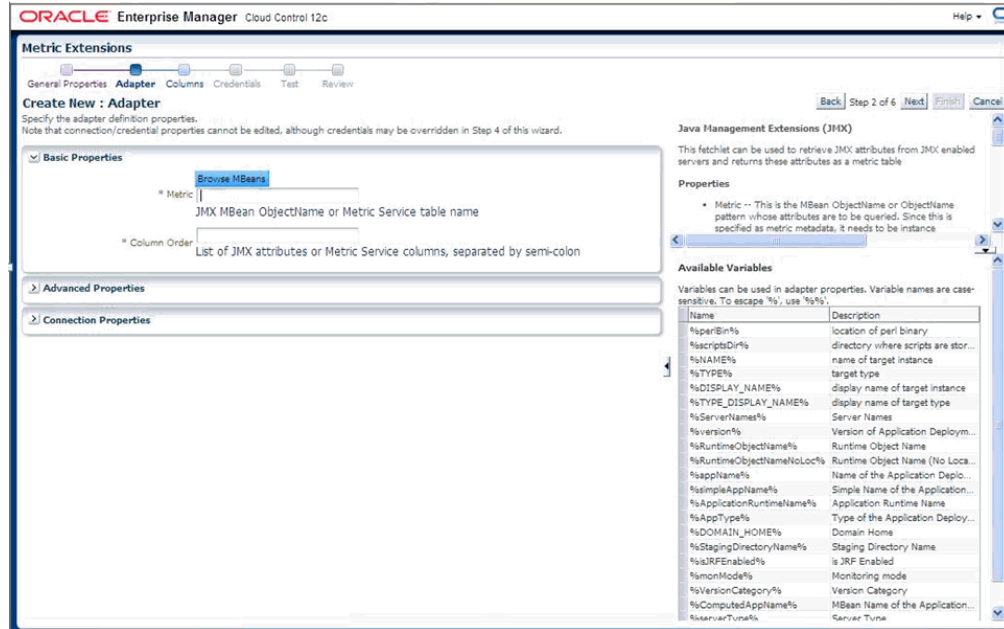 ORACLE Enterprise Manager Cloud Control 12c
Help
Metric Extensions
General Properties Adapter Columns Credentials Test Review
Create New : Adapter
Back Step 2 of 6 Next Finish Cancel
Specify the adapter definition properties.
Note that connection/credential properties cannot be edited, although credentials may be overridden in Step 4 of this wizard.
Basic Properties
Browse MBeans
* Metric
JMX MBean ObjectName or Metric Service table name
* Column Order
List of JMX attributes or Metric Service columns, separated by semi-colon
Advanced Properties
Connection Properties
Java Management Extensions (JMX)
This fetchlet can be used to retrieve JMX attributes from JMX enabled
servers and returns these attributes as a metric table
Properties
• Metric -- This is the MBean ObjectName or ObjectName
pattern whose attributes are to be queried. Since this is
specified as metric metadata, it needs to be instance
Available Variables
Variables can be used in adapter properties. Variable names are case-
sensitive. To escape '%', use '%%'.
Name Description
%perlBin% location of perl binary
%scriptsDir% directory where scripts are stor...
%NAME% name of target instance
%TYPE% target type
%DISPLAY_NAME% display name of target instance
%TYPE_DISPLAY_NAME% display name of target type
%ServerNames% Server Names
%version% Version of Application Deploym...
%RuntimeObjectName% Runtime Object Name
%RuntimeObjectNameNoLoc% Runtime Object Name (No Loca...
%appName% Name of the Application Deplo...
%simpleAppName% Simple Name of the Application...
%ApplicationRuntimeName% Application Runtime Name
%AppType% Type of the Application Deploy...
%DOMAIN_HOME% Domain Home
%StagingDirectoryName% Staging Directory Name
%isJRFEnabled% is JRF Enabled
%monMode% Monitoring mode
%VersionCategory% Version Category
%ComputedAppName% MBean Name of the Application...
%serverType% Server Type